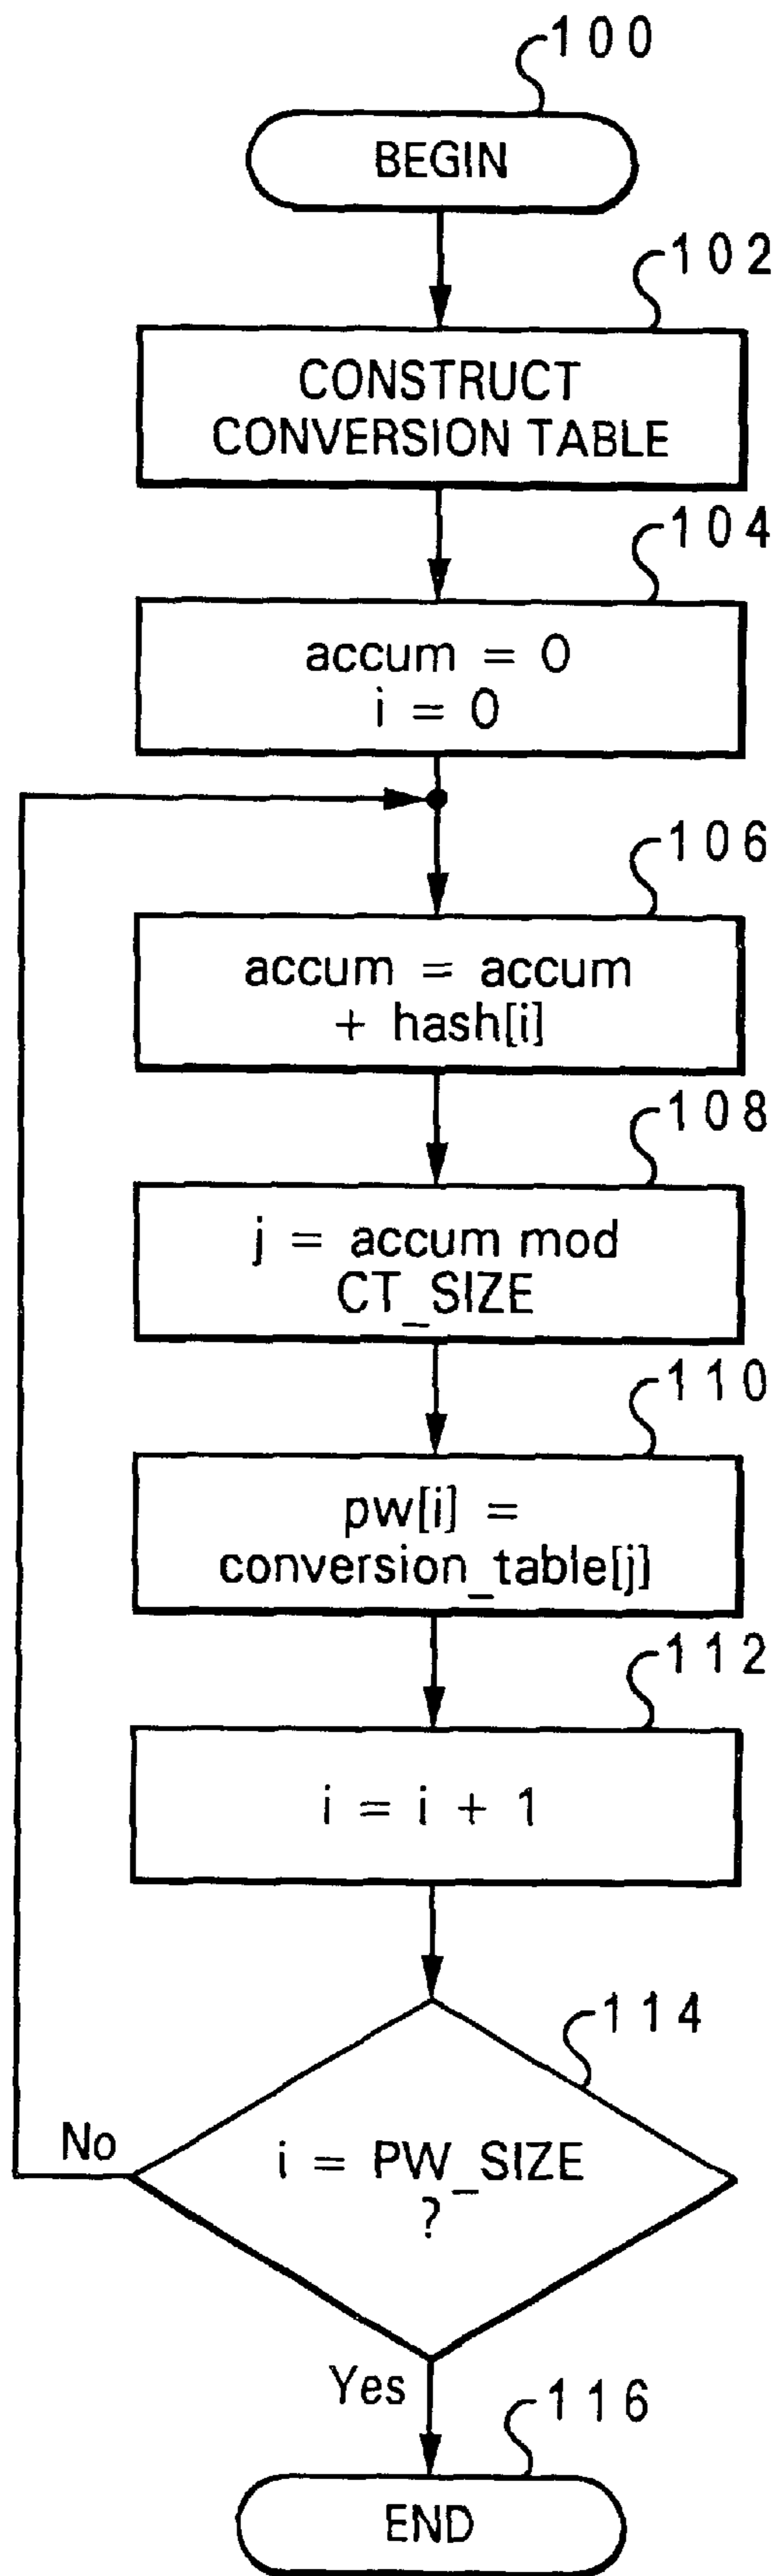 100
BEGIN
102
CONSTRUCT
CONVERSION TABLE
104
accum = 0
i = 0
106
accum = accum
+ hash[i]
108
j = accum mod
CT_SIZE
110
pw[i] =
conversion_table[j]
112
i = i + 1
114
i = PW_SIZE
?
No
Yes
116
END